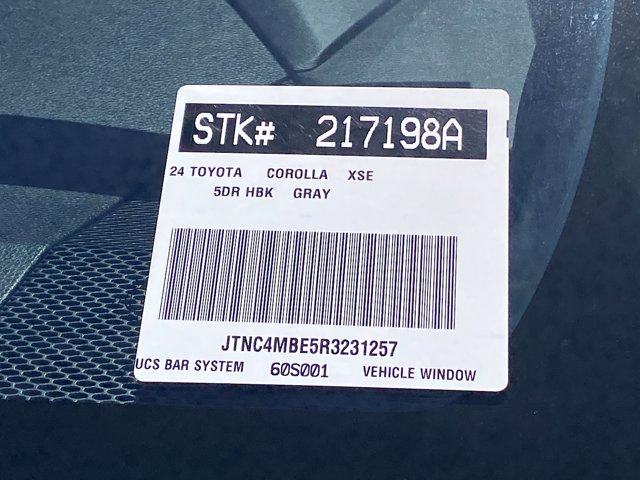 STK# 217198A
24 TOYOTA COROLLA XSE
5DR HBK GRAY
JTNC4MBE5R3231257
UCS BAR SYSTEM 60S001 VEHICLE WINDOW